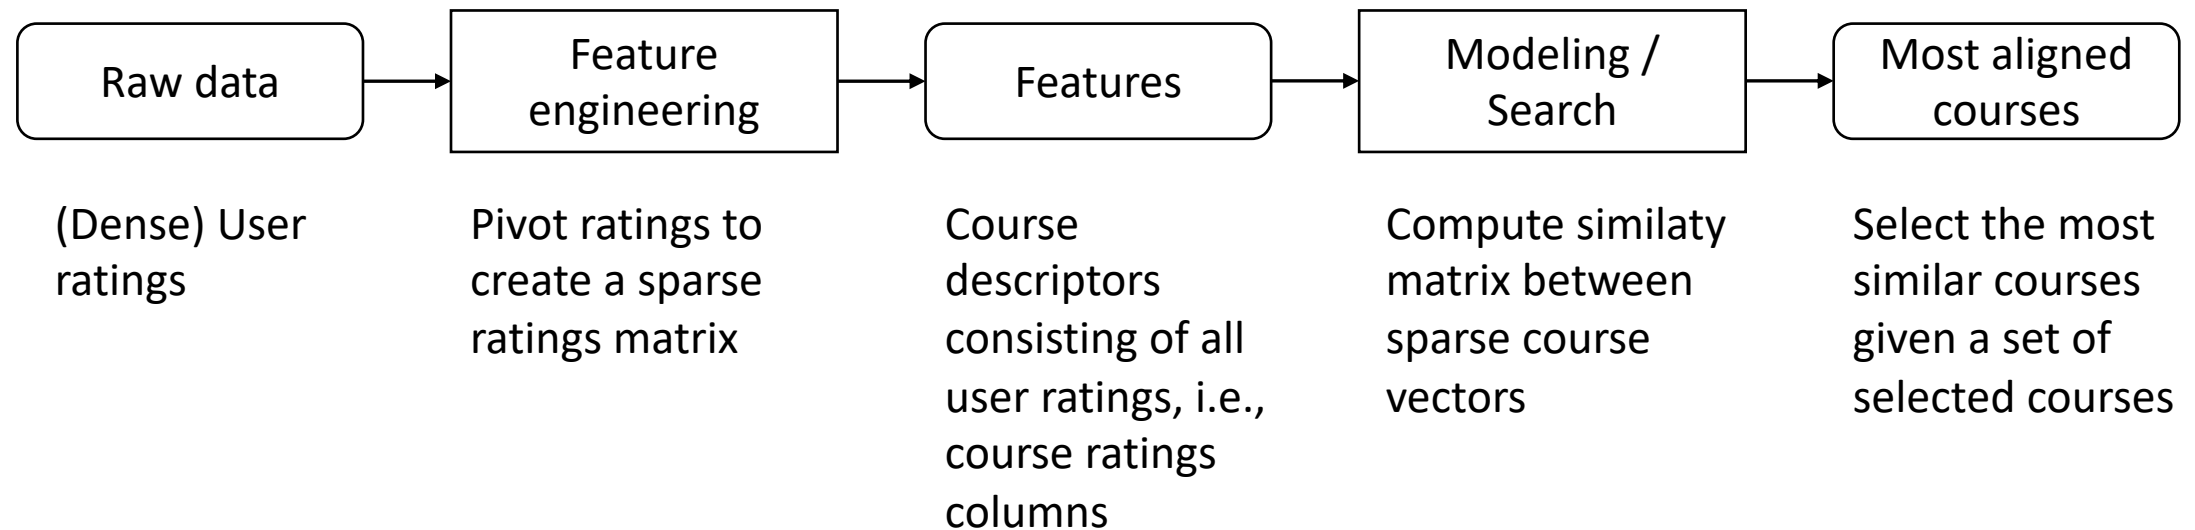 Raw data
Feature
engineering
Features
Modeling /
Search
Most aligned
courses
(Dense) User
ratings
Pivot ratings to
create a sparse
ratings matrix
Course
descriptors
consisting of all
user ratings, i.e.,
course ratings
columns
Compute similaty
matrix between
sparse course
vectors
Select the most
similar courses
given a set of
selected courses